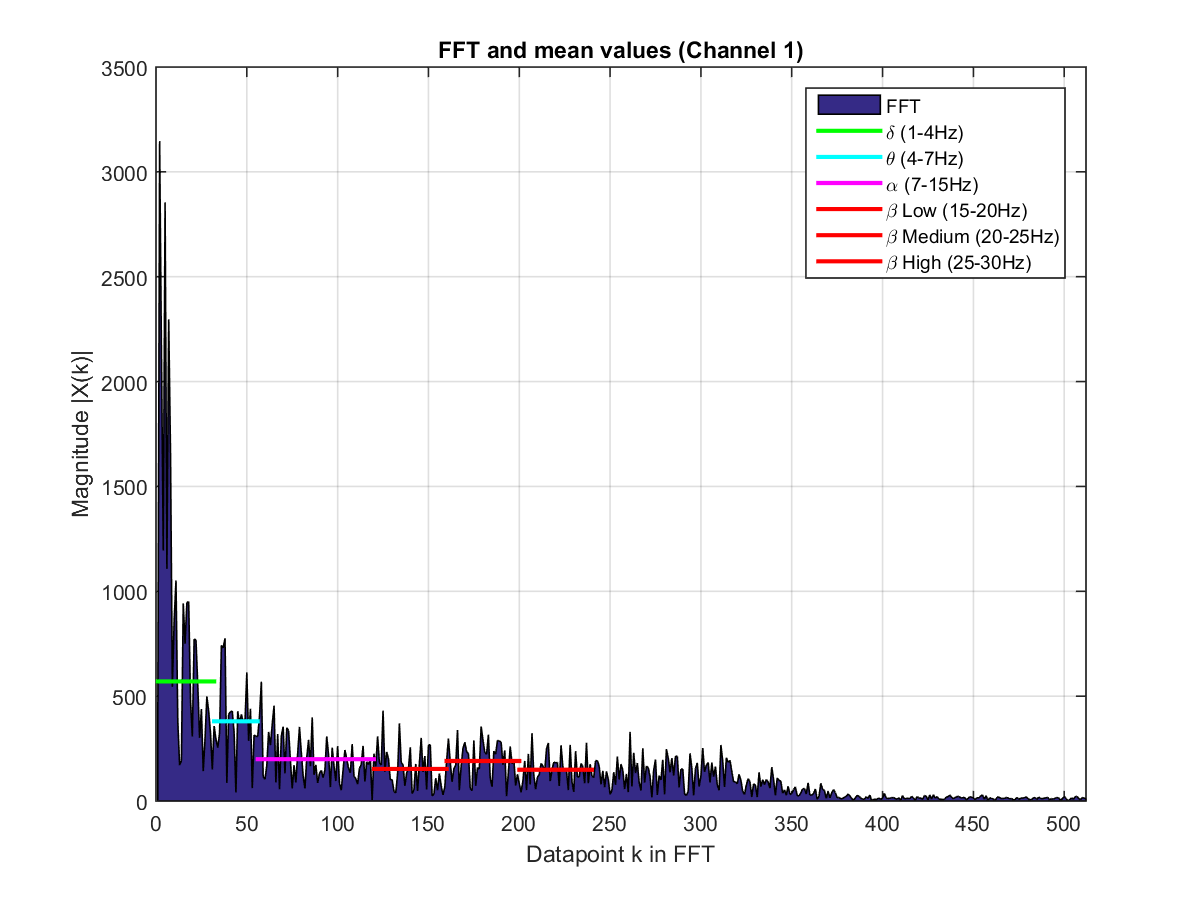 FFT and mean values (Channel 1)
Magnitude |X(k)|
3500
3000
2500
2000
1500
1000
500
0
FFT
δ (1-4Hz)
θ (4-7Hz)
α (7-15Hz)
β Low (15-20Hz)
β Medium (20-25Hz)
β High (25-30Hz)
0 50 100 150 200 250 300 350 400 450 500
Datapoint k in FFT